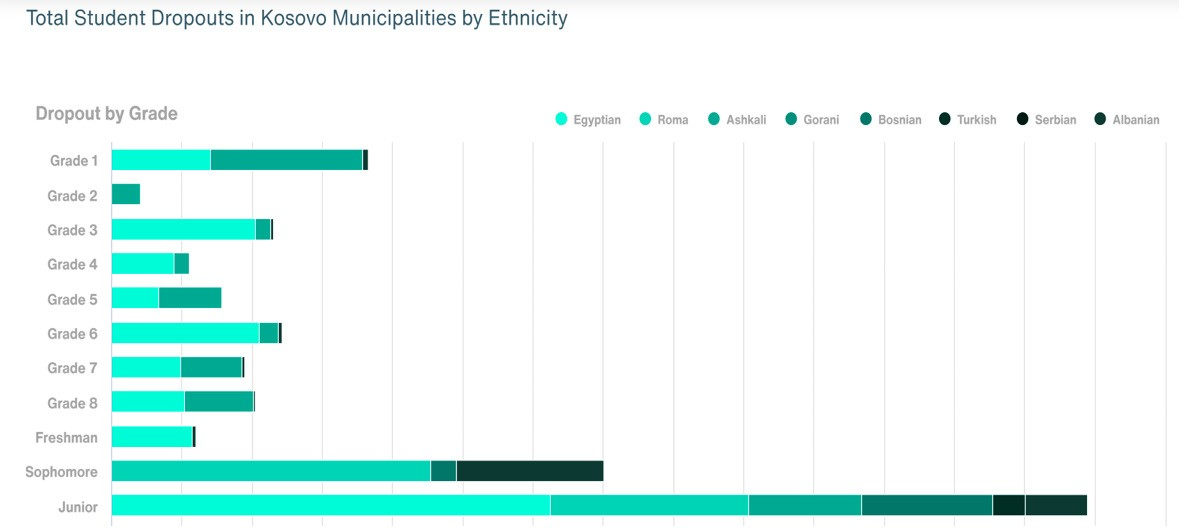 Total Student Dropouts in Kosovo Municipalities by Ethnicity
Dropout by Grade
Egyptian Roma Ashkali Gorani Bosnian Turkish Serbian Albanian
Grade 1
Grade 2
Grade 3
Grade 4
Grade 5
Grade 6
Grade 7
Grade 8
Freshman
Sophomore
Junior